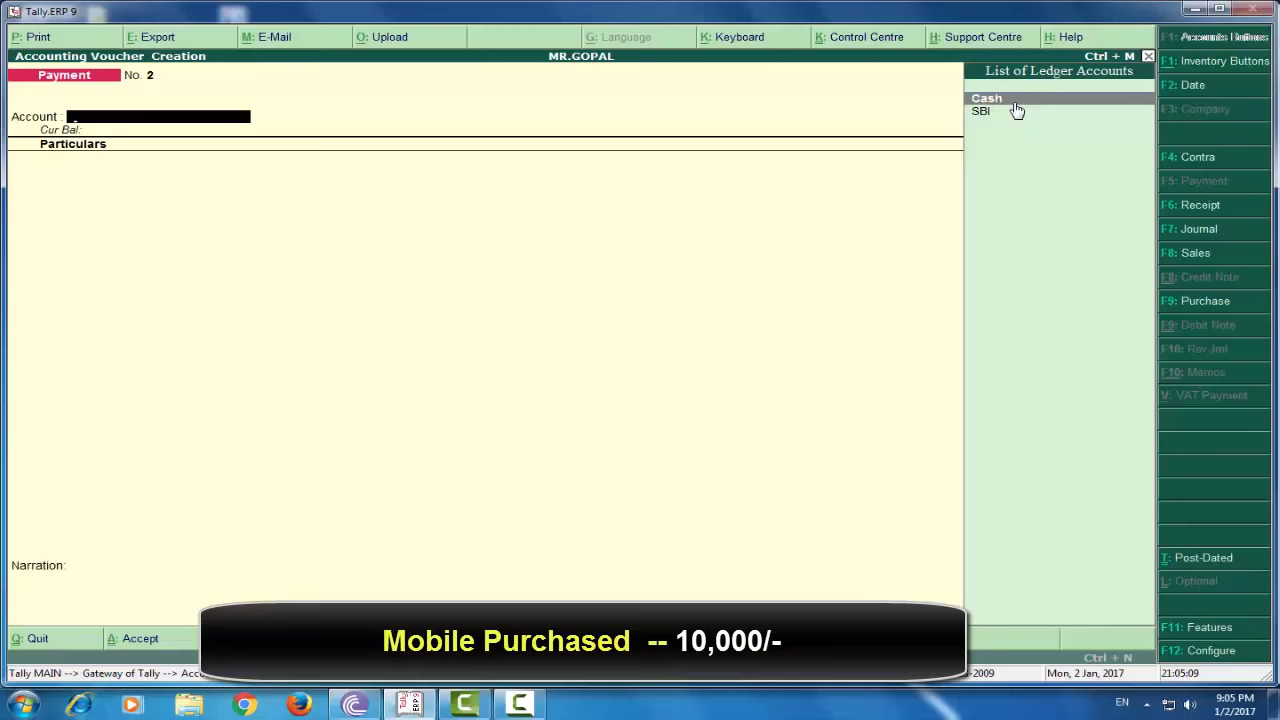 Tally.ERP 9
P: Print
E: Export
M: E-Mail
O: Upload
G: Language
K: Keyboard
K: Control Centre
H: Support Centre
H: Help
Accounting Voucher Creation
MR.GOPAL
Ctrl + M
Payment
No. 2
Account :
Cur Bal:
Particulars
List of Ledger Accounts
Cash
SBI
F1: Inventory Buttons
F2: Date
F3: Company
F4: Contra
F5: Payment
F6: Receipt
F7: Journal
F8: Sales
F8: Credit Note
F9: Purchase
F9: Debit Note
F10: Rev Jrnl
F10: Memos
V: VAT Payment
T: Post-Dated
L: Optional
F11: Features
F12: Configure
Narration:
Q: Quit
A: Accept
Mobile Purchased -- 10,000/-
Ctrl + N
Tally MAIN --> Gateway of Tally -->
-2009
Mon, 2 Jan, 2017
21:05:09
EN
9:05 PM
1/2/2017